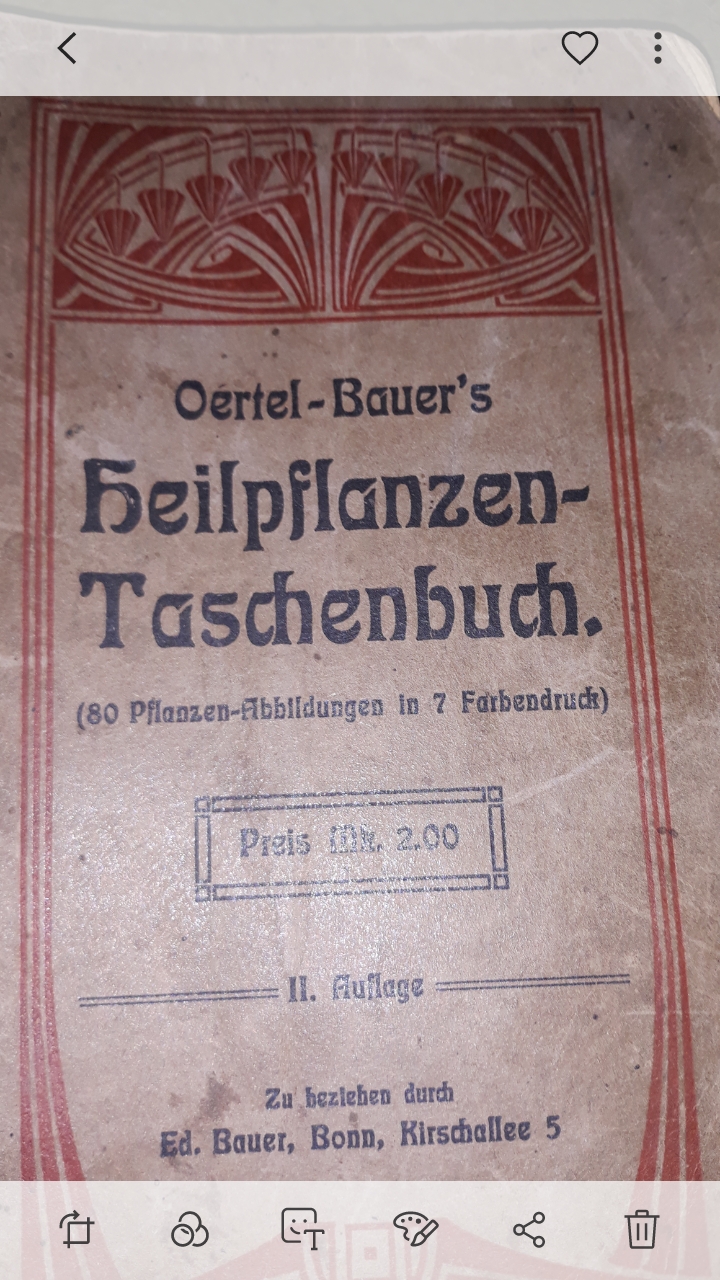 Oertel-Bauer's
Heilpflanzen-
Taschenbuch.
(80 Pflanzen-Abbildungen in 7 Farbendruck)
Preis Mk. 2.00
II. Auflage
Zu beziehen durch
Ed. Bauer, Bonn, Kirschallee 5
T